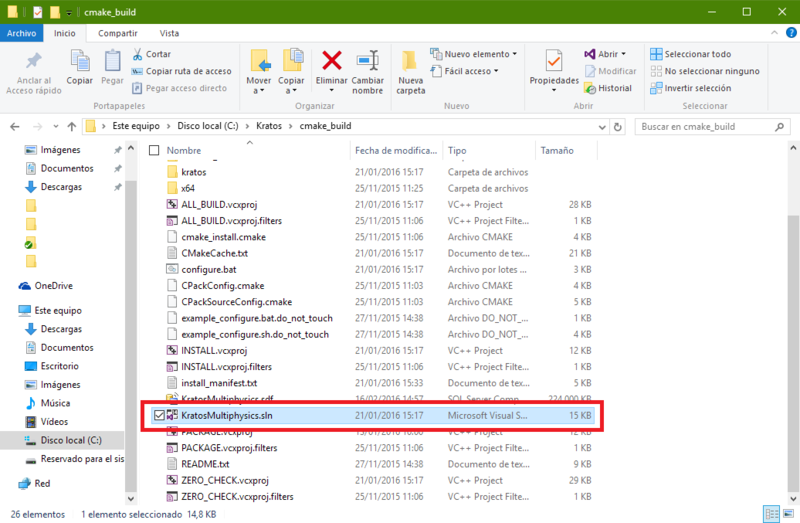 cmake_build
Archivo Inicio Compartir Vista
Anclar al Acceso rápido
Copiar
Pegar
Cortar
Copiar ruta de acceso
Pegar acceso directo
Portapapeles
Mover a
Copiar a
Eliminar
Cambiar nombre
Organizar
Nueva carpeta
Nuevo elemento
Fácil acceso
Nuevo
Propiedades
Abrir
Modificar
Historial
Abrir
Seleccionar todo
No seleccionar ninguno
Invertir selección
Seleccionar
Este equipo > Disco local (C:) > Kratos > cmake_build
Buscar en cmake_build
Imágenes
Documentos
Descargas
OneDrive
Este equipo
Descargas
Documentos
Escritorio
Imágenes
Música
Vídeos
Disco local (C:)
Reservado para el sis
Red
Nombre Fecha de modifica... Tipo Tamaño
kratos 21/01/2016 15:17 Carpeta de archivos
x64 25/11/2015 11:25 Carpeta de archivos
ALL_BUILD.vcxproj 21/01/2016 15:17 VC++ Project 28 KB
ALL_BUILD.vcxproj.filters 25/11/2015 11:06 VC++ Project Filte... 1 KB
cmake_install.cmake 25/11/2015 11:06 Archivo CMAKE 4 KB
CMakeCache.txt 21/01/2016 15:17 Documento de tex... 21 KB
configure.bat 21/01/2016 15:17 Archivo por lotes ... 3 KB
CPackConfig.cmake 25/11/2015 11:03 Archivo CMAKE 4 KB
CPackSourceConfig.cmake 25/11/2015 11:03 Archivo CMAKE 5 KB
example_configure.bat.do_not_touch 27/11/2015 14:38 Archivo DO_NOT_... 1 KB
example_configure.sh.do_not_touch 27/11/2015 14:38 Archivo DO_NOT_... 4 KB
INSTALL.vcxproj 21/01/2016 15:17 VC++ Project 12 KB
INSTALL.vcxproj.filters 25/11/2015 11:06 VC++ Project Filte... 1 KB
install_manifest.txt 21/01/2016 15:33 Documento de tex... 5 KB
KratosMultiphysics.sdf 16/02/2016 14:57 SQL Server Comp... 224.000 KB
KratosMultiphysics.sln 21/01/2016 15:17 Microsoft Visual S... 15 KB
PACKAGE.vcxproj VC++ Project 12 KB
PACKAGE.vcxproj.filters 25/11/2015 11:06 VC++ Project Filte... 1 KB
README.txt 27/11/2015 14:38 Documento de tex... 9 KB
ZERO_CHECK.vcxproj 21/01/2016 15:17 VC++ Project 29 KB
ZERO_CHECK.vcxproj.filters 25/11/2015 11:06 VC++ Project Filte... 1 KB
26 elementos 1 elemento seleccionado 14,8 KB